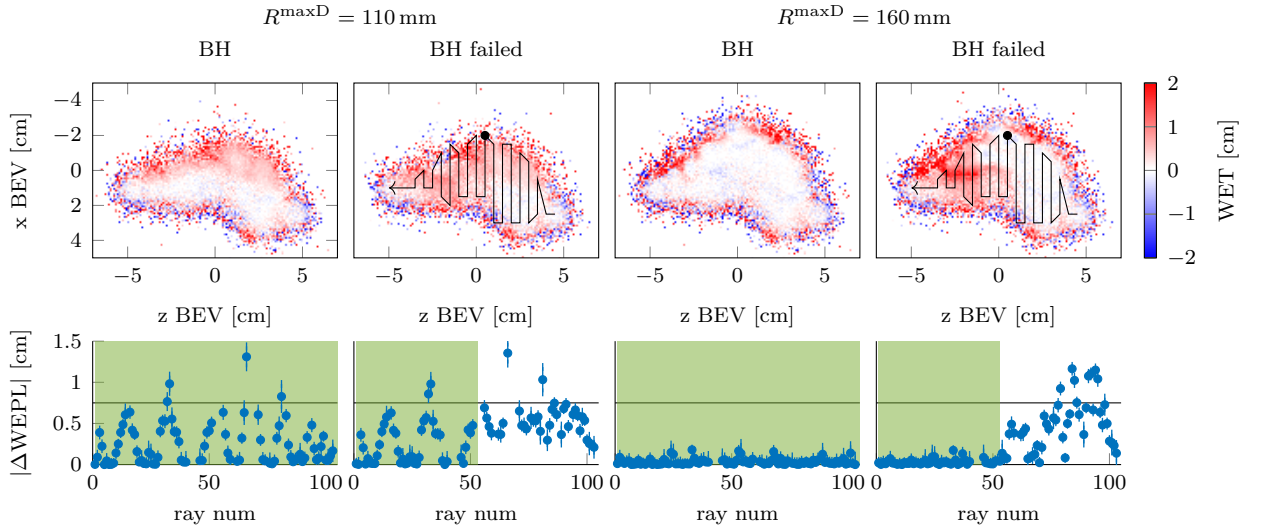 R^maxD = 110 mm R^maxD = 160 mm
BH BH failed BH BH failed
−4 −2 0 2 4
x BEV [cm]
−5 0 5 −5 0 5 −5 0 5 −5 0 5
2 1 0 −1 −2
WET [cm]
z BEV [cm] z BEV [cm] z BEV [cm] z BEV [cm]
1.5 1 0.5 0
|ΔWEPL| [cm]
0 50 100 0 50 100 0 50 100 0 50 100
ray num ray num ray num ray num